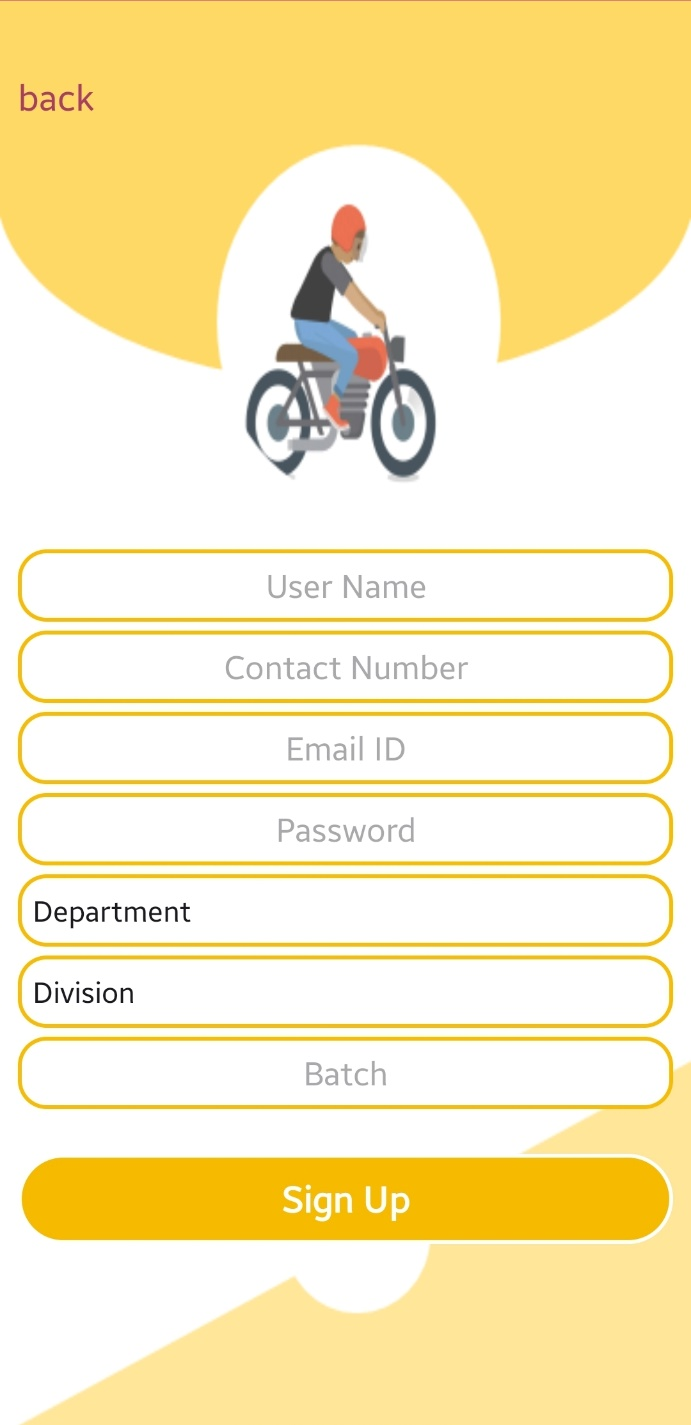 back
User Name
Contact Number
Email ID
Password
Department
Division
Batch
Sign Up